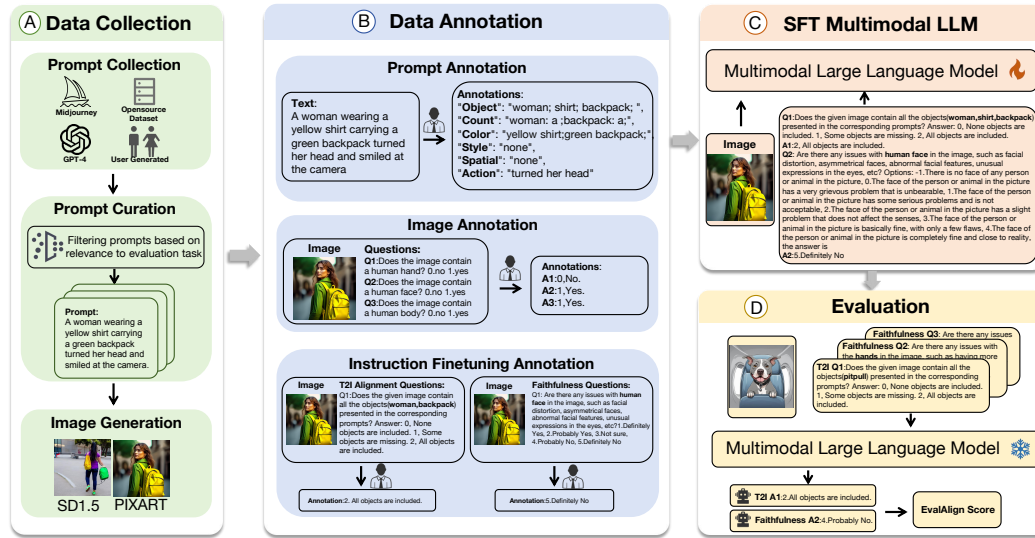 A Data Collection
Prompt Collection
Midjourney
Opensource
Dataset
GPT-4
User Generated
Prompt Curation
Filtering prompts based on
relevance to evaluation task
Prompt:
A woman wearing a
yellow shirt carrying
a green backpack
turned her head and
smiled at the camera.
Image Generation
SD1.5 PIXART
B Data Annotation
Prompt Annotation
Text:
A woman wearing a
yellow shirt carrying a
green backpack turned
her head and smiled at
the camera
Annotations:
"Object": "woman; shirt; backpack; ",
"Count": "woman: a ;backpack: a;",
"Color": "yellow shirt;green backpack;",
"Style": "none",
"Spatial": "none",
"Action": "turned her head"
Image Annotation
Image
Questions:
Q1:Does the image contain
a human hand? 0.no 1.yes
Q2:Does the image contain
a human face? 0.no 1.yes
Q3:Does the image contain
a human body? 0.no 1.yes
Annotations:
A1:0,No.
A2:1,Yes.
A3:1,Yes.
Instruction Finetuning Annotation
Image
T2I Alignment Questions:
Q1:Does the given image contain
all the objects(woman,backpack)
presented in the corresponding
prompts? Answer: 0, None objects
are included. 1, Some objects are
missing. 2, All objects
are included.
Annotation:2. All objects are included.
Image
Faithfulness Questions:
Q1: Are there any issues with human
face in the image, such as facial
distortion, asymmetrical faces,
abnormal facial features, unusual
expressions in the eyes, etc?1.Definitely
Yes, 2.Probably Yes, 3.Not sure,
4.Probably No, 5.Definitely No
Annotation:5.Definitely No
C SFT Multimodal LLM
Multimodal Large Language Model
Image
Q1:Does the given image contain all the objects(woman,shirt,backpack)
presented in the corresponding prompts? Answer: 0, None objects are
included. 1, Some objects are missing. 2, All objects are included.
A1:2, All objects are included.
Q2: Are there any issues with human face in the image, such as facial
distortion, asymmetrical faces, abnormal facial features, unusual
expressions in the eyes, etc? Options: -1.There is no face of any person
or animal in the picture, 0.The face of the person or animal in the picture
has a very grievous problem that is unbearable, 1.The face of the person
or animal in the picture has some serious problems and is not
acceptable, 2.The face of the person or animal in the picture has a slight
problem that does not affect the senses, 3.The face of the person or
animal in the picture is basically fine, with only a few flaws, 4.The face of
the person or animal in the picture is completely fine and close to reality,
the answer is
A2:5.Definitely No
D Evaluation
Faithfulness Q3: Are there any issues
Faithfulness Q2: Are there any issues with
the hands in the image, such as having more
T2I Q1:Does the given image contain all the
objects(pitpull) presented in the corresponding
prompts? Answer: 0, None objects are included.
1, Some objects are missing. 2, All objects are
included.
Multimodal Large Language Model
T2I A1:2.All objects are included.
Faithfulness A2:4.Probably No.
EvalAlign Score